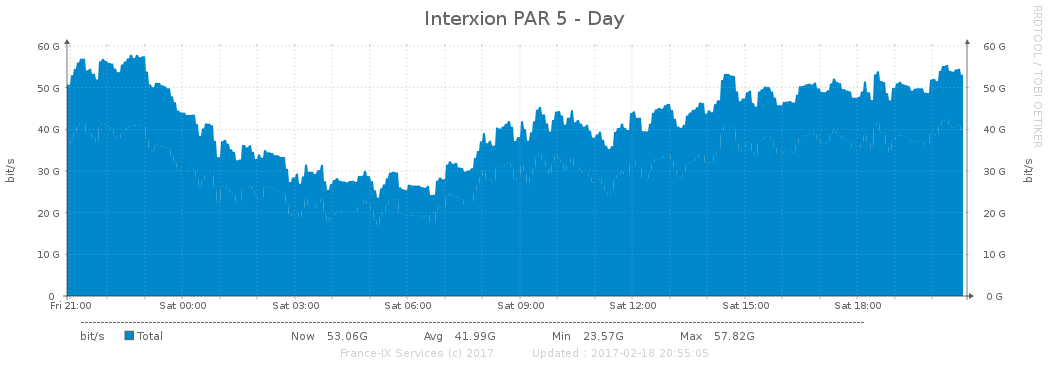 Interxion PAR 5 - Day
RRDTOOL / TOBI OETIKER
60 G 60 G
50 G 50 G
40 G 40 G
30 G 30 G
20 G 20 G
10 G 10 G
0 0 G
bit/s bit/s
Fri 21:00 Sat 00:00 Sat 03:00 Sat 06:00 Sat 09:00 Sat 12:00 Sat 15:00 Sat 18:00
bit/s Total Now 53.06G Avg 41.99G Min 23.57G Max 57.82G
France-IX Services (c) 2017 Updated : 2017-02-18 20:55:05